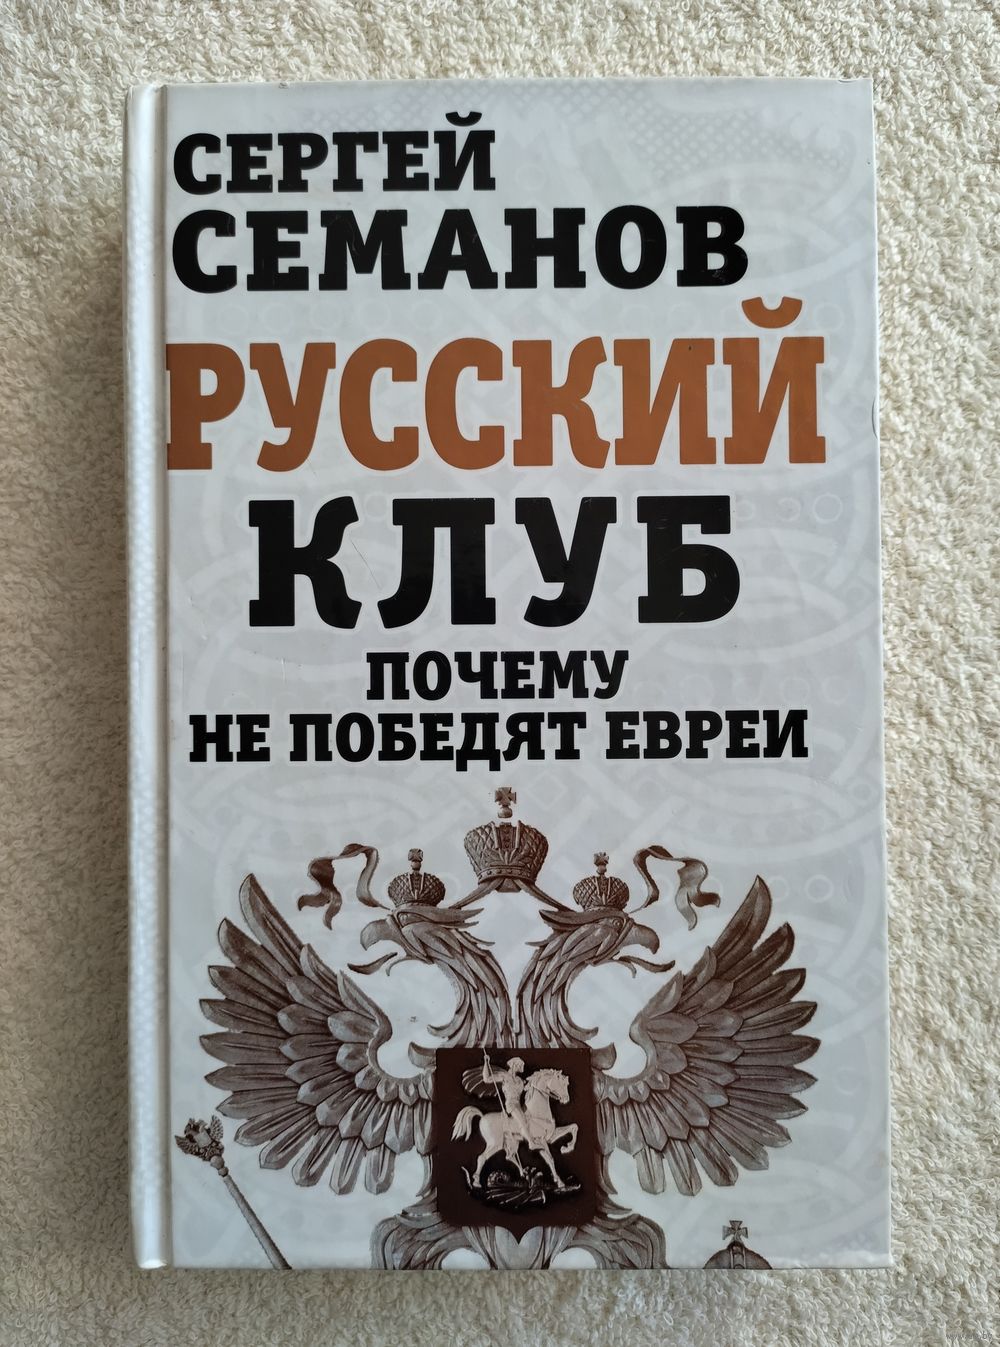 СЕРГЕЙ
СЕМАНОВ
РУССКИЙ
КЛУБ
ПОЧЕМУ
НЕ ПОБЕДЯТ ЕВРЕИ